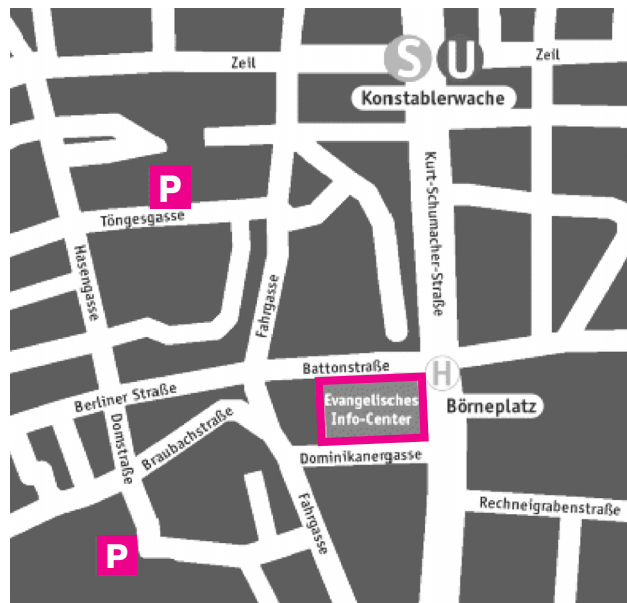 Zeil
S U
Zeil
Konstablerwache
Kurt-Schumacher-Straße
P
Töngesgasse
Hasengasse
Fahrgasse
Battonstraße
H
Börneplatz
Evangelisches
Info-Center
Berliner Straße
Domstraße
Braubachstraße
Dominikanergasse
Fahrgasse
Rechneigrabenstraße
P